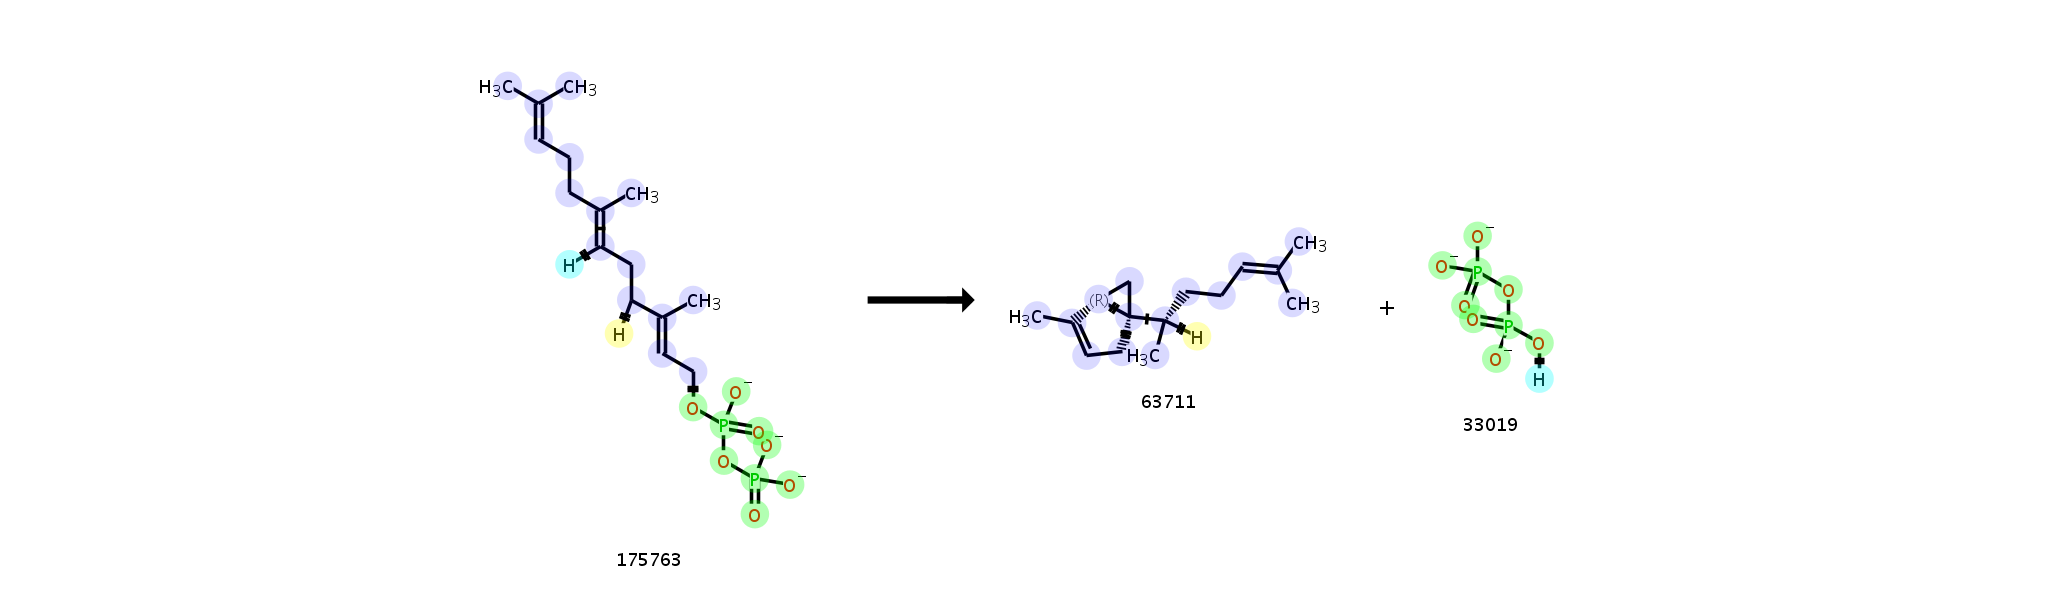 H₃C CH₃
CH₃
H
CH₃
H
O O⁻
P O
O O⁻
P O⁻
O
175763
H₃C (R) H₃C H CH₃
CH₃
63711
+
O⁻
O⁻ P O
O O P
O⁻ O
H
33019